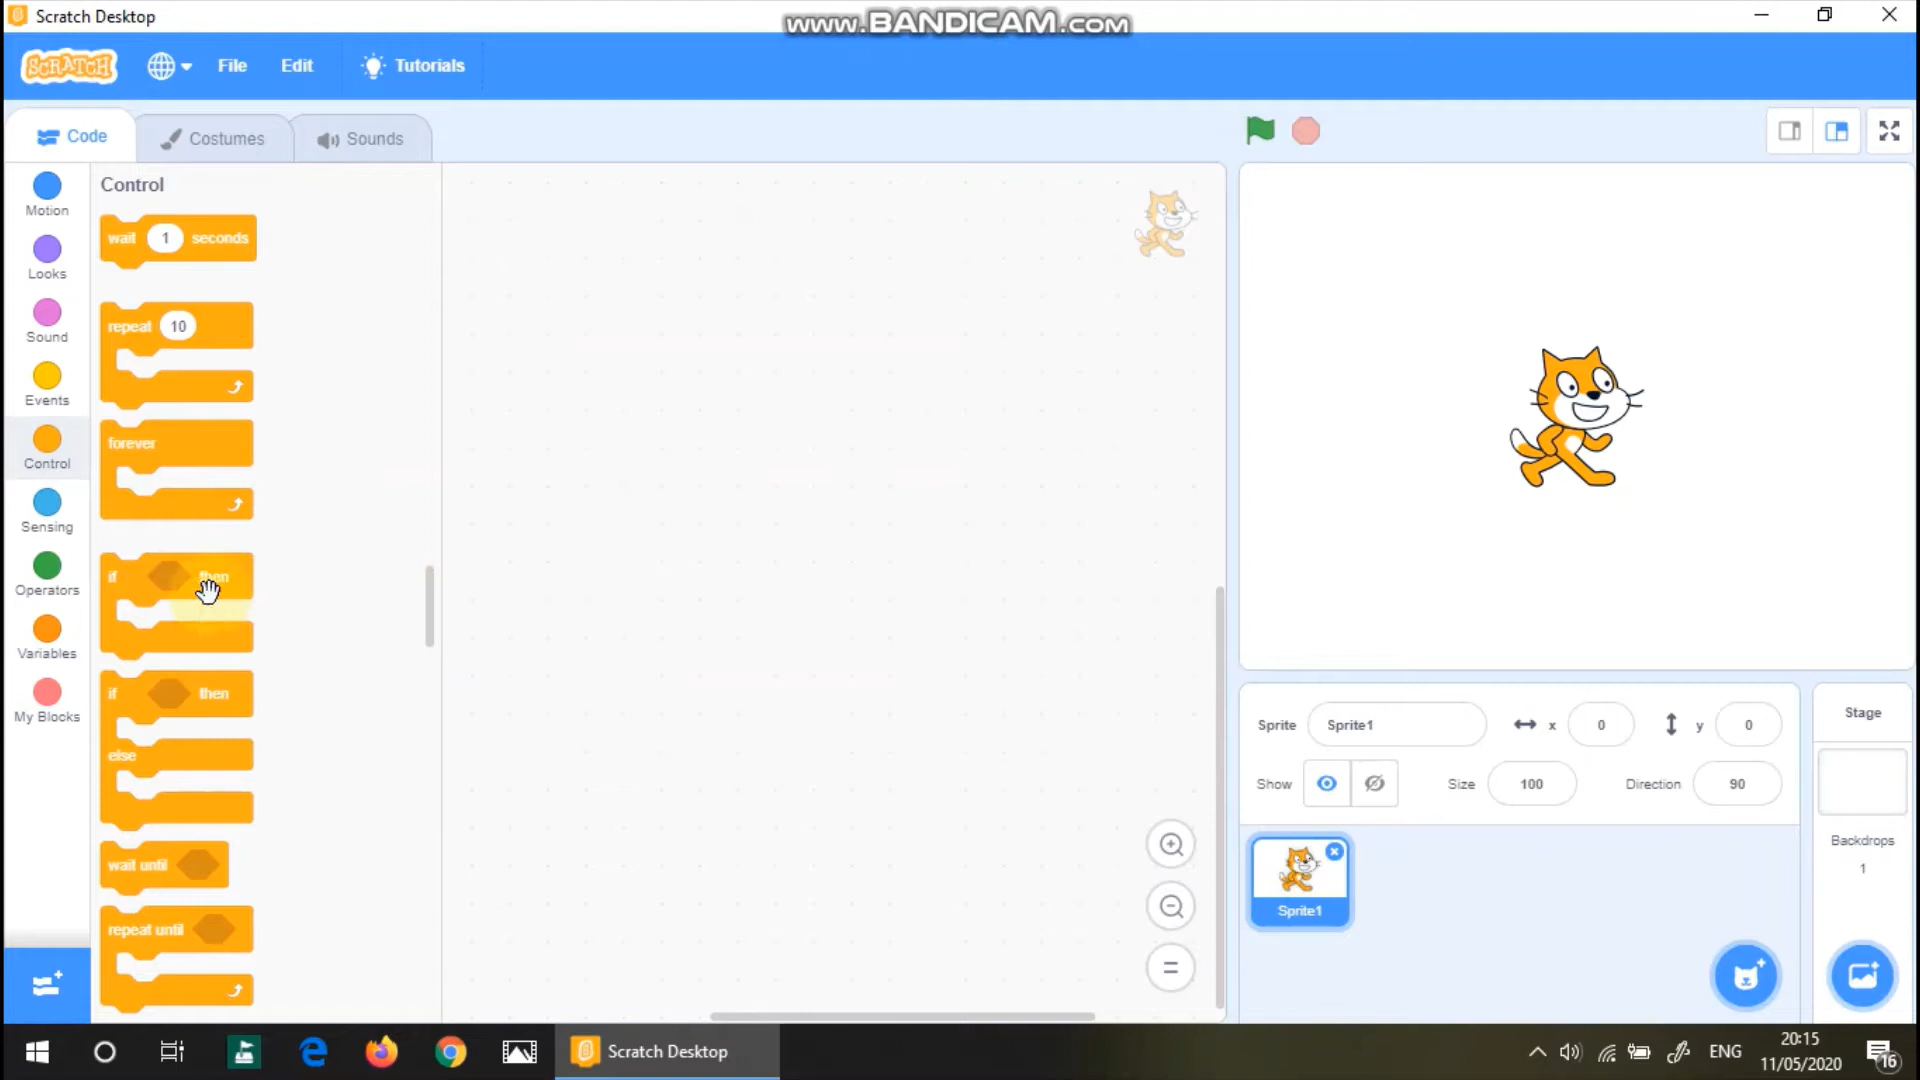 Scratch Desktop
www.BANDICAM.com
SCRATCH
File
Edit
Tutorials
Code
Costumes
Sounds
Motion
Looks
Sound
Events
Control
Sensing
Operators
Variables
My Blocks
Control
wait 1 seconds
repeat 10
forever
if then
if then
else
wait until
repeat until
Sprite Sprite1 x 0 y 0
Show Size 100 Direction 90
Sprite1
Stage
Backdrops
1
Scratch Desktop
ENG
20:15
11/05/2020
16